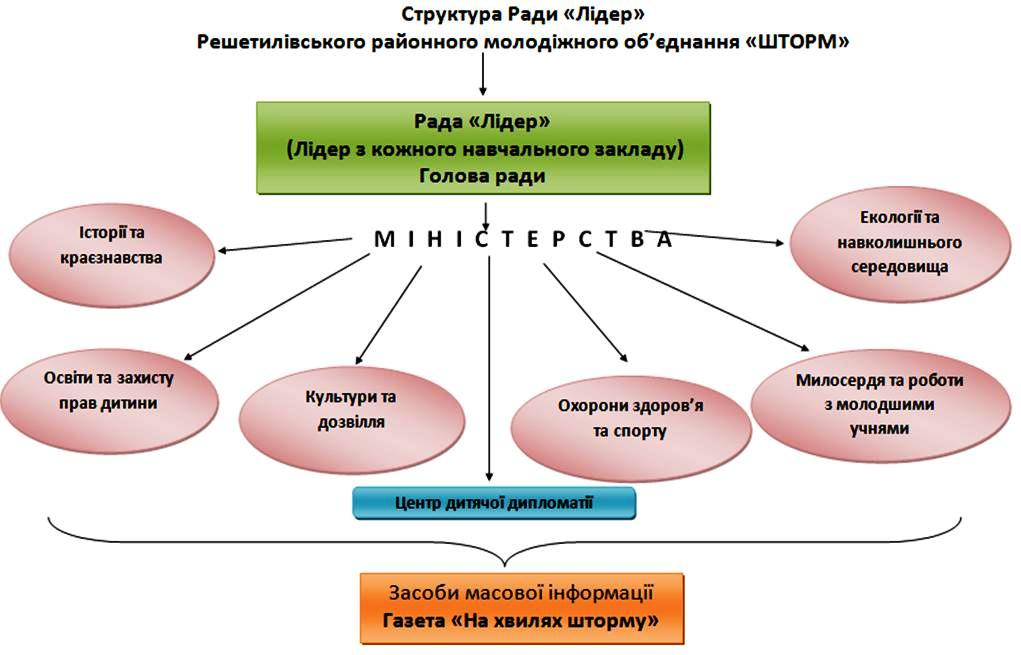 Структура Ради «Лідер»
Решетилівського районного молодіжного об’єднання «ШТОРМ»
Рада «Лідер»
(Лідер з кожного навчального закладу)
Голова ради
М І Н І С Т Е Р С Т В А
Історії та
краєзнавства
Екології та
навколишнього
середовища
Освіти та захисту
прав дитини
Культури та
дозвілля
Охорони здоров’я
та спорту
Милосердя та роботи
з молодшими
учнями
Центр дитячої дипломатії
Засоби масової інформації
Газета «На хвилях шторму»